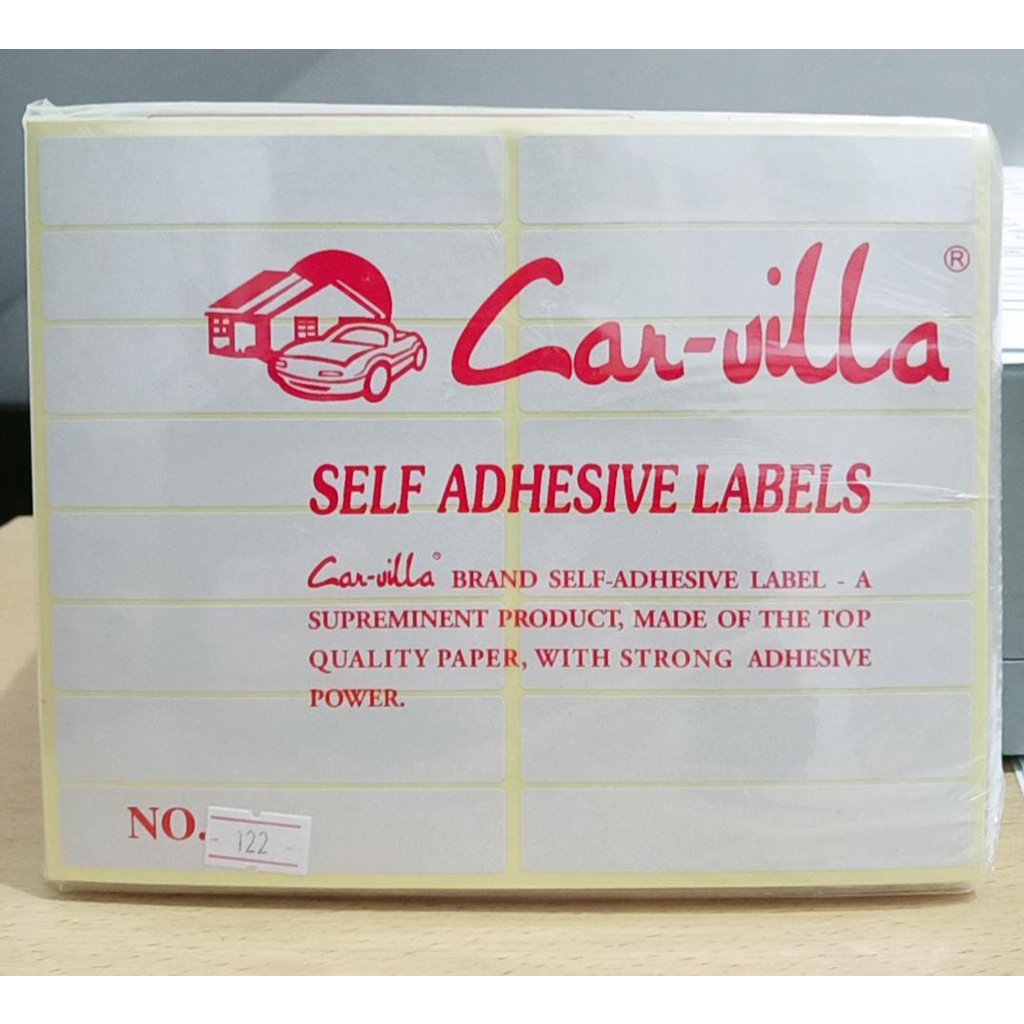 Car-villa ®
SELF ADHESIVE LABELS
Car-villa® BRAND SELF-ADHESIVE LABEL - A
SUPREMINENT PRODUCT, MADE OF THE TOP
QUALITY PAPER, WITH STRONG ADHESIVE
POWER.
NO. - 122 -